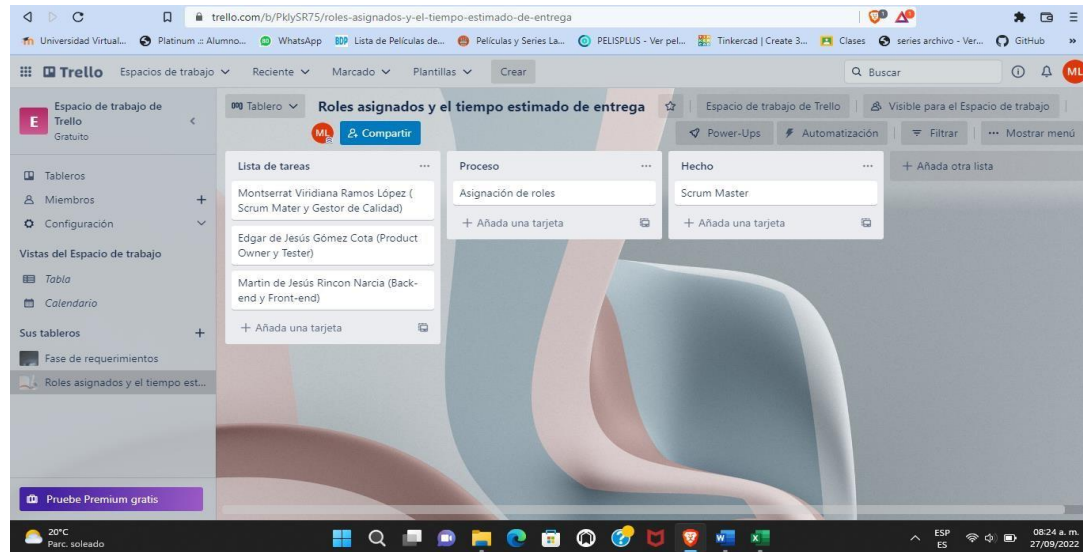 trello.com/b/PklySR75/roles-asignados-y-el-tiempo-estimado-de-entrega
Universidad Virtual... Platinum .:: Alumno... WhatsApp BDP Lista de Películas de... Películas y Series La... PELISPLUS - Ver pel... Tinkercad | Create 3... Clases series archivo - Ver... GitHub »
Trello Espacios de trabajo Reciente Marcado Plantillas Crear Buscar ML
E
Espacio de trabajo de
Trello
Gratuito
Tableros
Miembros +
Configuración
Vistas del Espacio de trabajo
Tabla
Calendario
Sus tableros +
Fase de requerimientos
Roles asignados y el tiempo est...
Pruebe Premium gratis
Tablero Roles asignados y el tiempo estimado de entrega Espacio de trabajo de Trello Visible para el Espacio de trabajo
ML Compartir Power-Ups Automatización Filtrar ... Mostrar menú
Lista de tareas ...
Montserrat Viridiana Ramos López (
Scrum Mater y Gestor de Calidad)
Edgar de Jesús Gómez Cota (Product
Owner y Tester)
Martin de Jesús Rincon Narcia (Back-
end y Front-end)
+ Añada una tarjeta
Proceso ...
Asignación de roles
+ Añada una tarjeta
Hecho ...
Scrum Master
+ Añada una tarjeta
+ Añada otra lista
20°C
Parc. soleado
ESP
ES
08:24 a. m.
27/09/2022